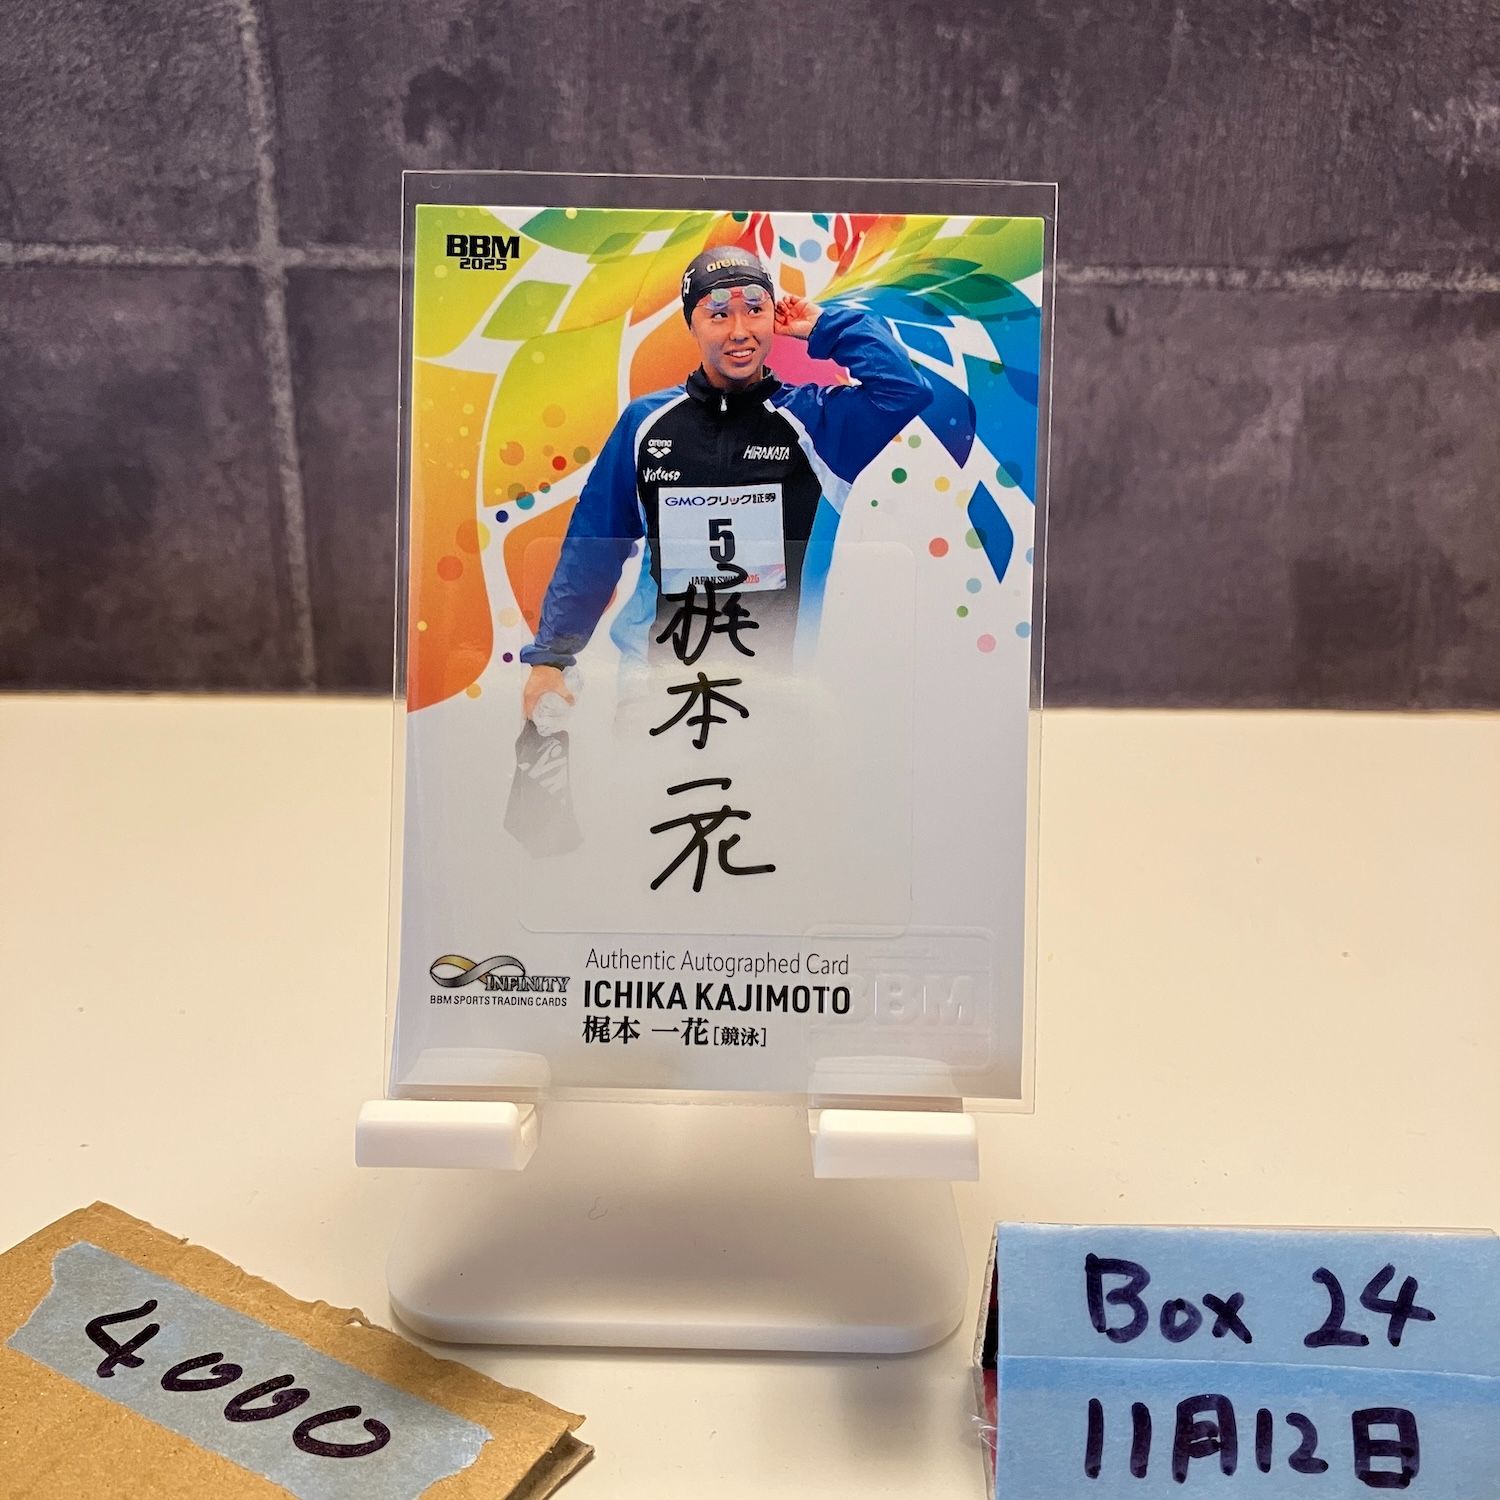 BBM
2025
arena
arena
HIRAKATA
GMOクリック証券
5
梶
本
一
花
INFINITY
BBM SPORTS TRADING CARDS
Authentic Autographed Card
ICHIKA KAJIMOTO
梶本 一花[競泳]
BBM
4000
Box 24
11月12日